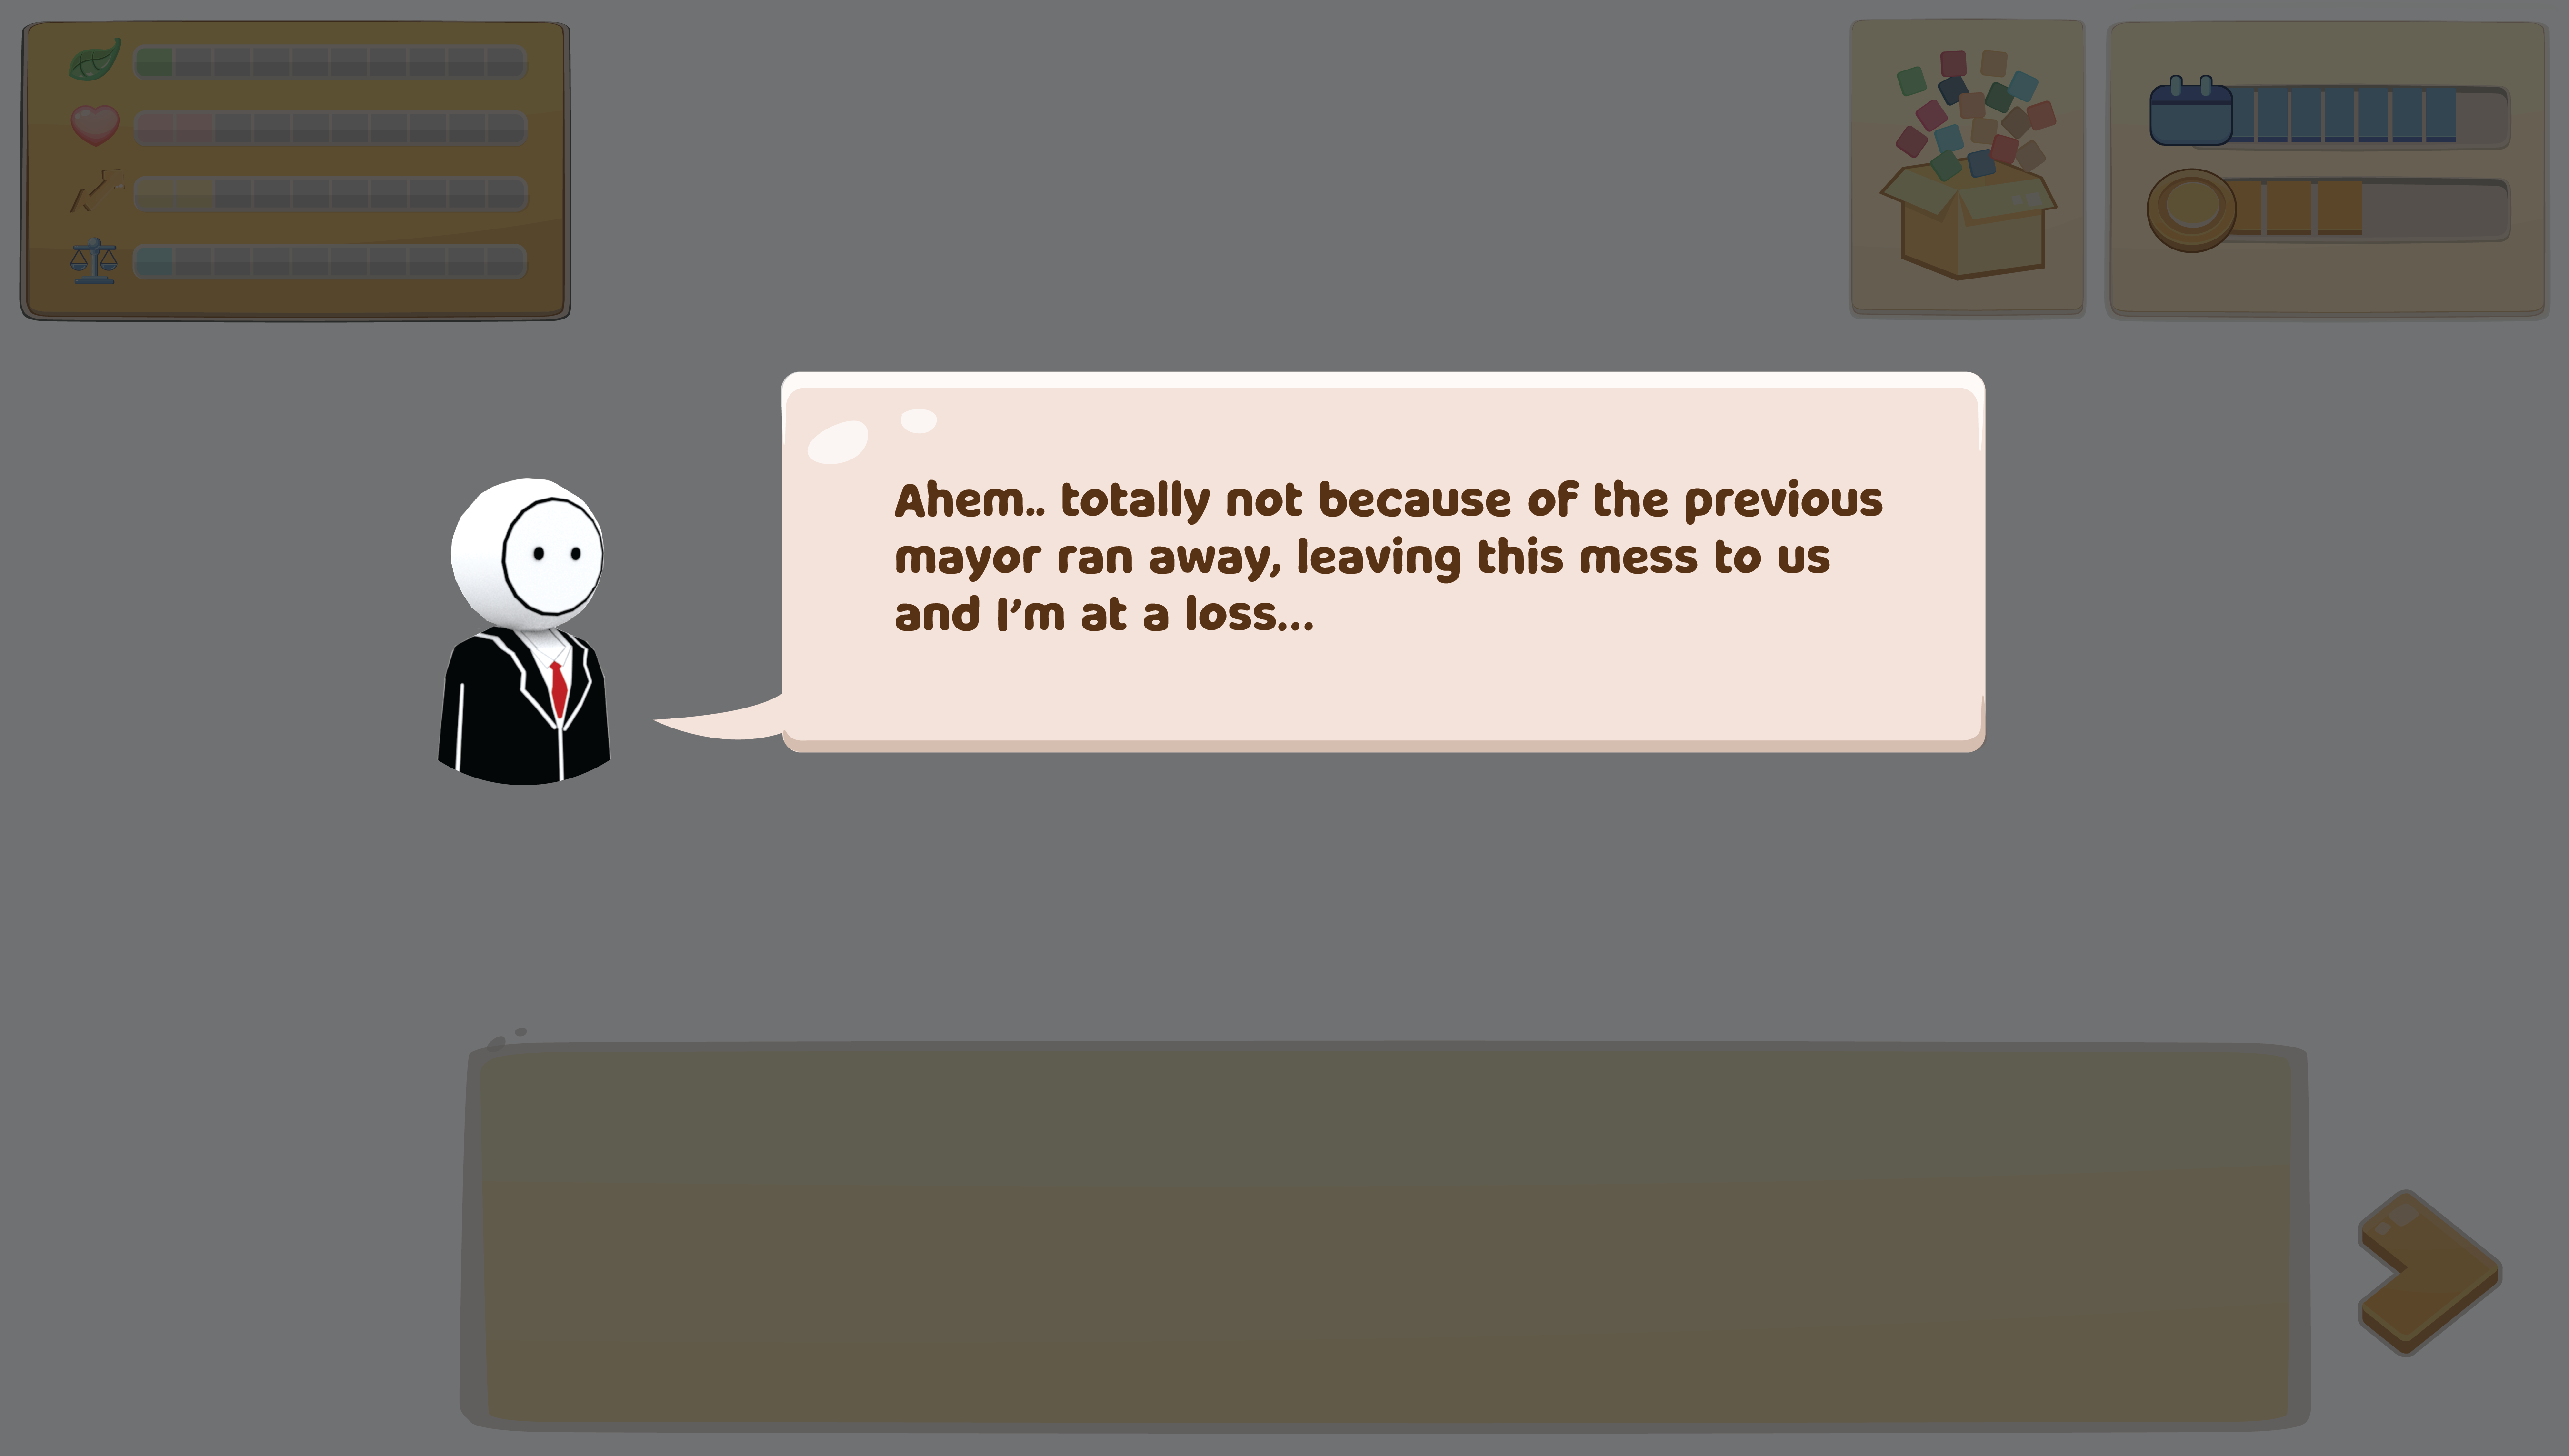 Ahem.. totally not because of the previous
mayor ran away, leaving this mess to us
and I’m at a loss...